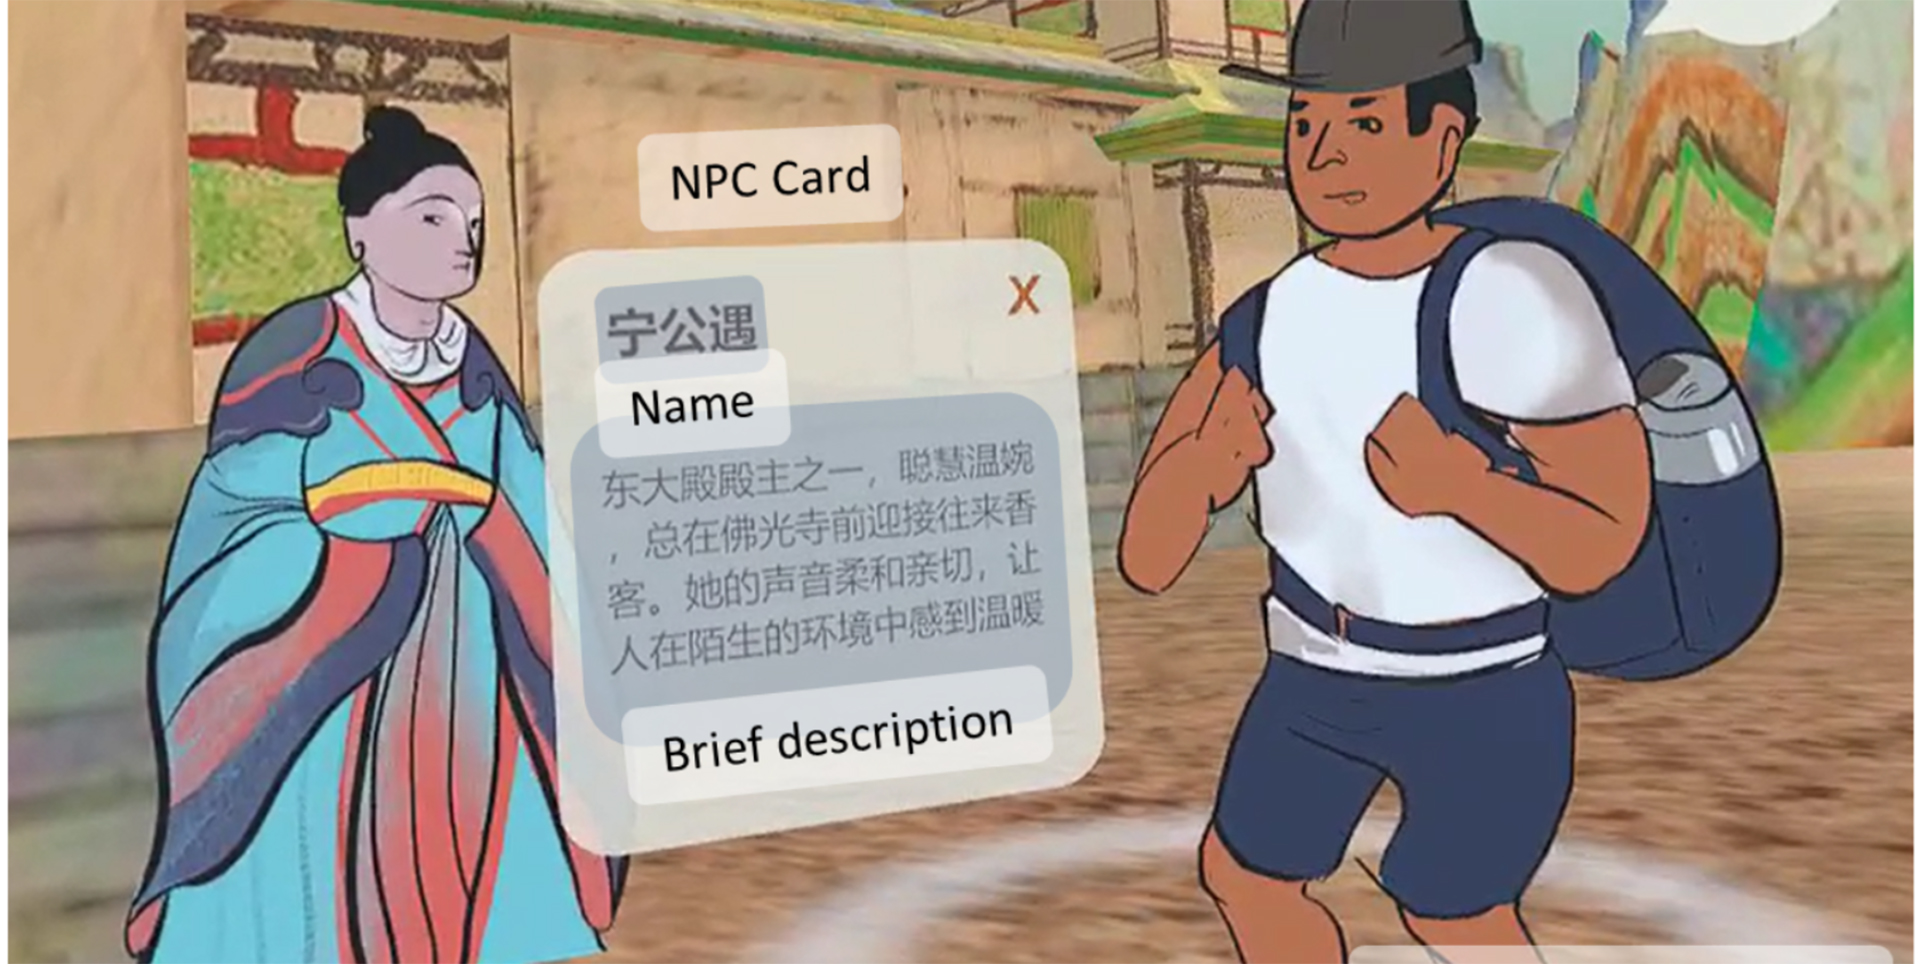 NPC Card
宁公遇
X
Name
东大殿殿主之一，聪慧温婉
，总在佛光寺前迎接往来香
客。她的声音柔和亲切，让
人在陌生的环境中感到温暖
Brief description